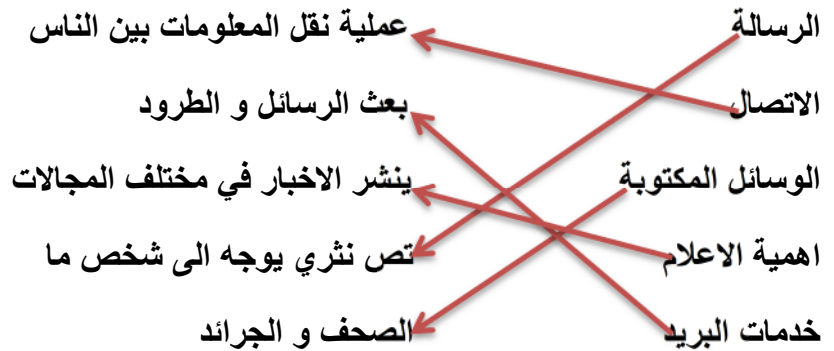 الرسالة عملية نقل المعلومات بين الناس
الاتصال بعث الرسائل و الطرود
الوسائل المكتوبة ينشر الاخبار في مختلف المجالات
اهمية الاعلام تص نثري يوجه الى شخص ما
خدمات البريد الصحف و الجرائد